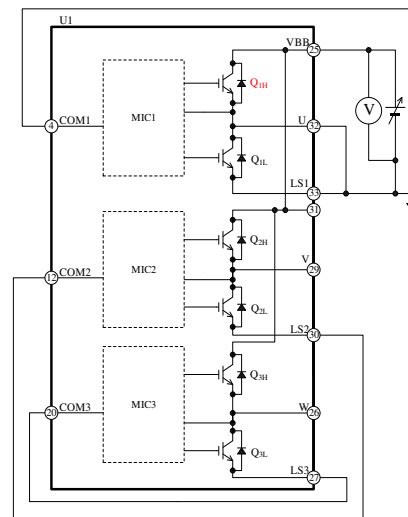 U1
VBB 25
Q1H
V
4 COM1
MIC1
U 32
Q1L
LS1 33
31
Q2H
12 COM2
MIC2
V 29
Q2L
LS2 30
Q3H
20 COM3
MIC3
W 26
Q3L
LS3 27